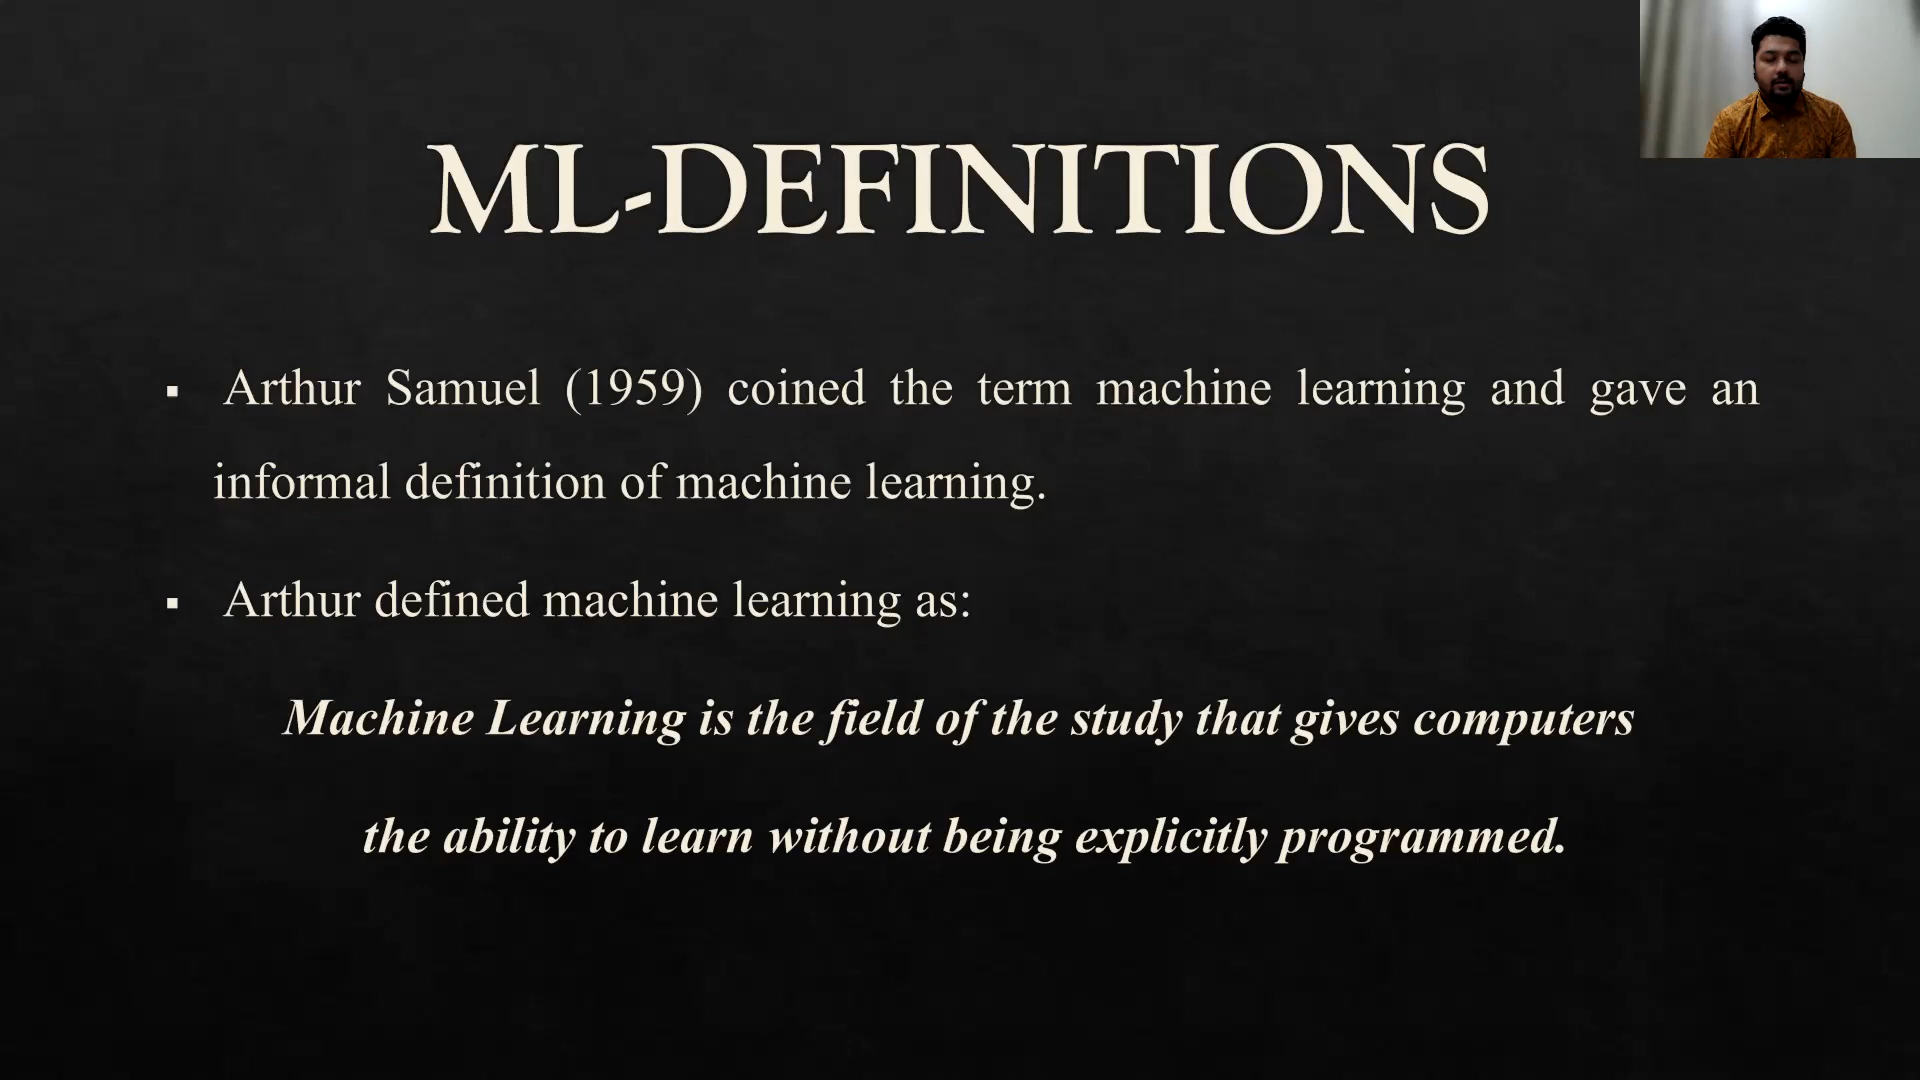 ML-DEFINITIONS
▪ Arthur Samuel (1959) coined the term machine learning and gave an
informal definition of machine learning.
▪ Arthur defined machine learning as:
Machine Learning is the field of the study that gives computers
the ability to learn without being explicitly programmed.